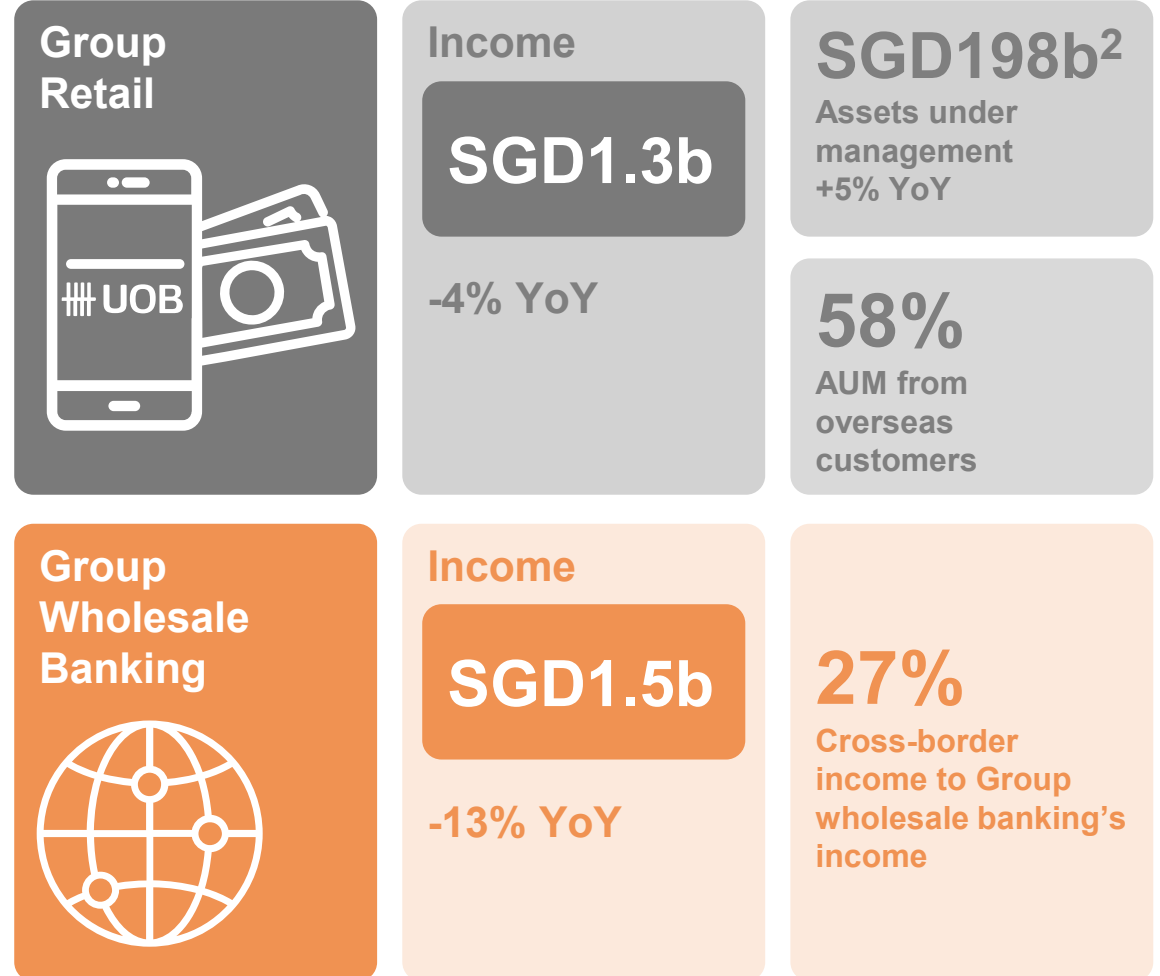 Group
Retail
UOB
Income
SGD1.3b
-4% YoY
SGD198b²
Assets under
management
+5% YoY
58%
AUM from
overseas
customers
Group
Wholesale
Banking
Income
SGD1.5b
-13% YoY
27%
Cross-border
income to Group
wholesale banking's
income